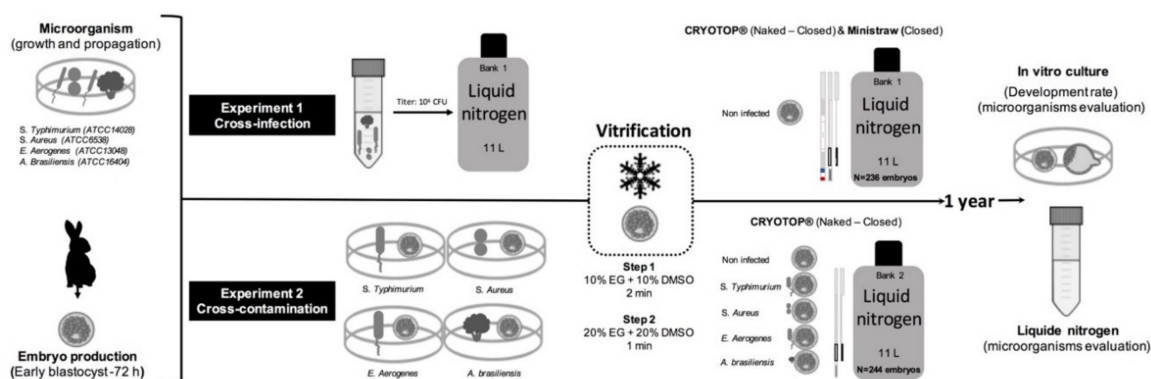 Microorganism
(growth and propagation)
S. Typhimurium (ATCC14028)
S. Aureus (ATCC6538)
E. Aerogenes (ATCC13048)
A. Brasiliensis (ATCC16404)
Embryo production
(Early blastocyst -72 h)
Experiment 1
Cross-infection
Titer: 10⁶ CFU
Bank 1
Liquid
nitrogen
11 L
Experiment 2
Cross-contamination
S. Typhimurium
S. Aureus
E. Aerogenes
A. brasiliensis
Vitrification
Step 1
10% EG + 10% DMSO
2 min
Step 2
20% EG + 20% DMSO
1 min
CRYOTOP® (Naked – Closed) & Ministraw (Closed)
Non infected
Bank 1
Liquid
nitrogen
11 L
N=236 embryos
CRYOTOP® (Naked – Closed)
Non infected
S. Typhimurium
S. Aureus
E. Aerogenes
A. brasiliensis
Bank 2
Liquid
nitrogen
11 L
N=244 embryos
1 year
In vitro culture
(Development rate)
(microorganisms evaluation)
Liquide nitrogen
(microorganisms evaluation)